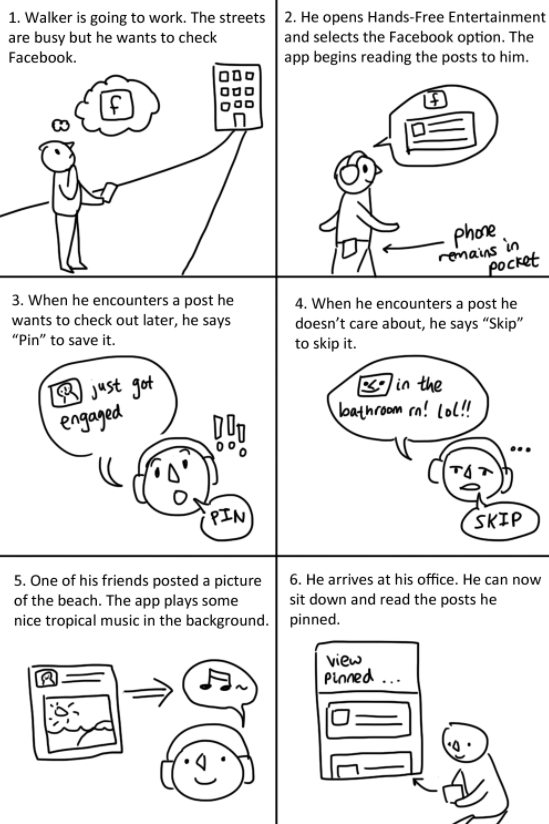 1. Walker is going to work. The streets
are busy but he wants to check
Facebook.
f
2. He opens Hands-Free Entertainment
and selects the Facebook option. The
app begins reading the posts to him.
f
phone
remains in
pocket
3. When he encounters a post he
wants to check out later, he says
“Pin” to save it.
just got
engaged
!!!
PIN
4. When he encounters a post he
doesn’t care about, he says “Skip”
to skip it.
in the
bathroom rn! lol!!
...
SKIP
5. One of his friends posted a picture
of the beach. The app plays some
nice tropical music in the background.
6. He arrives at his office. He can now
sit down and read the posts he
pinned.
view
pinned ...